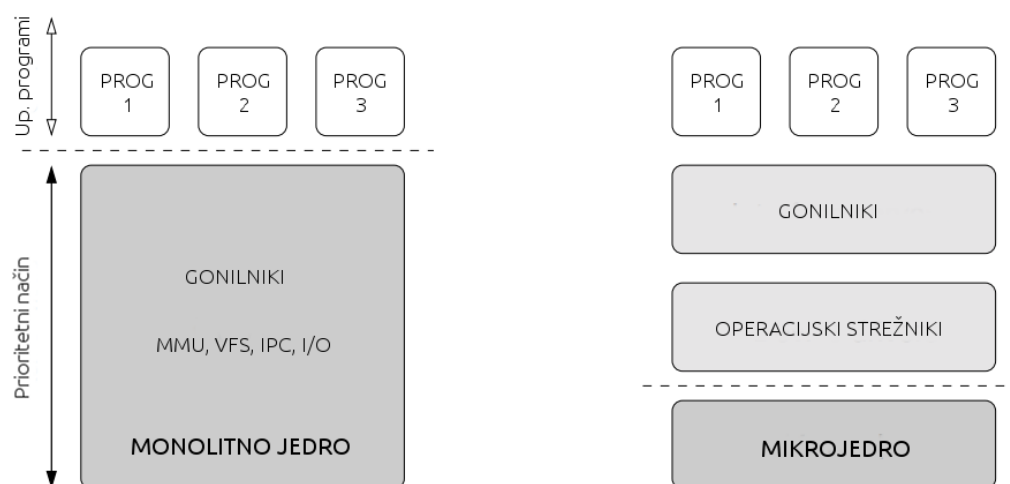 Up. programi
PROG
1
PROG
2
PROG
3
Prioritetni način
GONILNIKI
MMU, VFS, IPC, I/O
MONOLITNO JEDRO
PROG
1
PROG
2
PROG
3
GONILNIKI
OPERACIJSKI STREŽNIKI
MIKROJEDRO